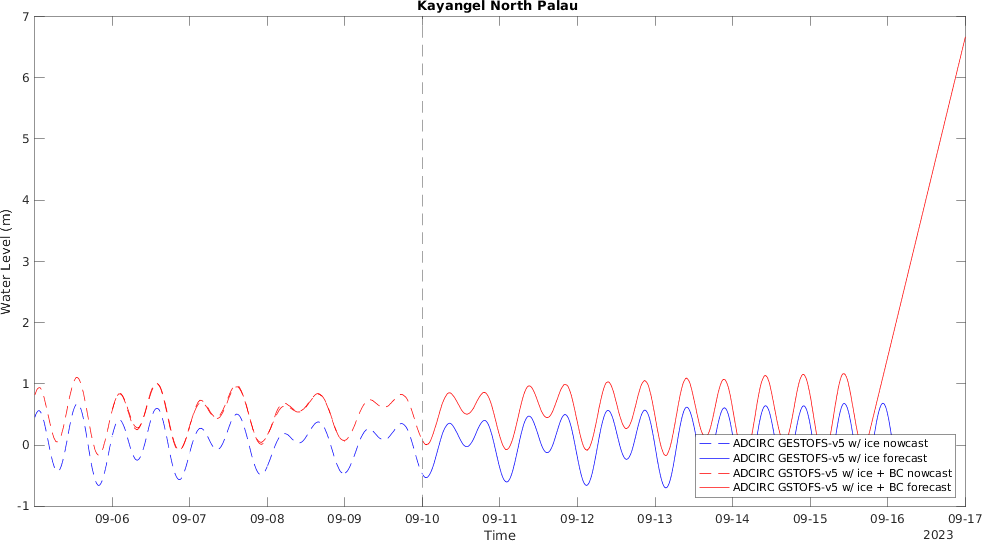 Kayangel North Palau
7
6
5
4
3
2
1
0
-1
Water Level (m)
09-06 09-07 09-08 09-09 09-10 09-11 09-12 09-13 09-14 09-15 09-16 09-17
Time
2023
ADCIRC GESTOFS-v5 w/ ice nowcast
ADCIRC GESTOFS-v5 w/ ice forecast
ADCIRC GSTOFS-v5 w/ ice + BC nowcast
ADCIRC GSTOFS-v5 w/ ice + BC forecast